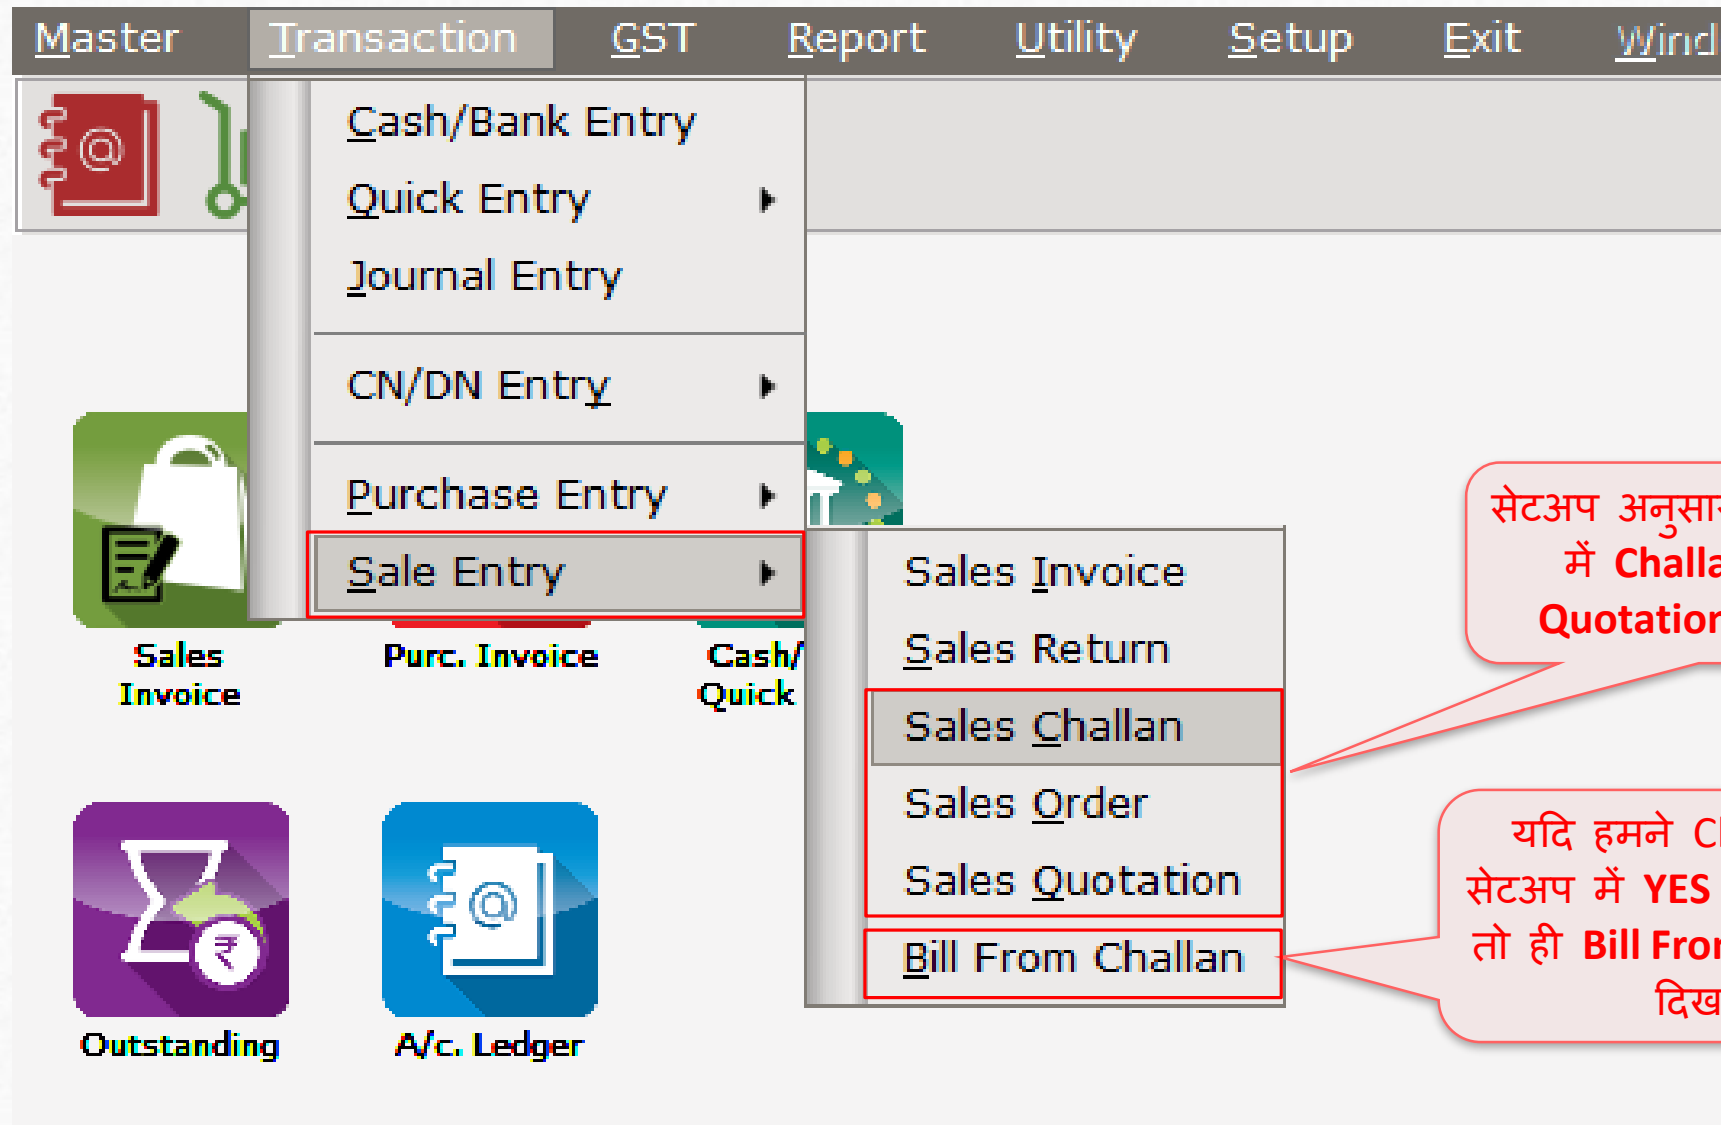 Master Transaction GST Report Utility Setup Exit
Cash/Bank Entry
Quick Entry
Journal Entry
CN/DN Entry
Purchase Entry
Sale Entry
Sales Invoice
Sales Return
Sales Challan
Sales Order
Sales Quotation
Bill From Challan
Sales
Invoice
Purc. Invoice
Cash/
Quick
Outstanding
A/c. Ledger
@
@
₹
सेटअप
में
यदि हमने
सेटअप में YES
तो ही Bill